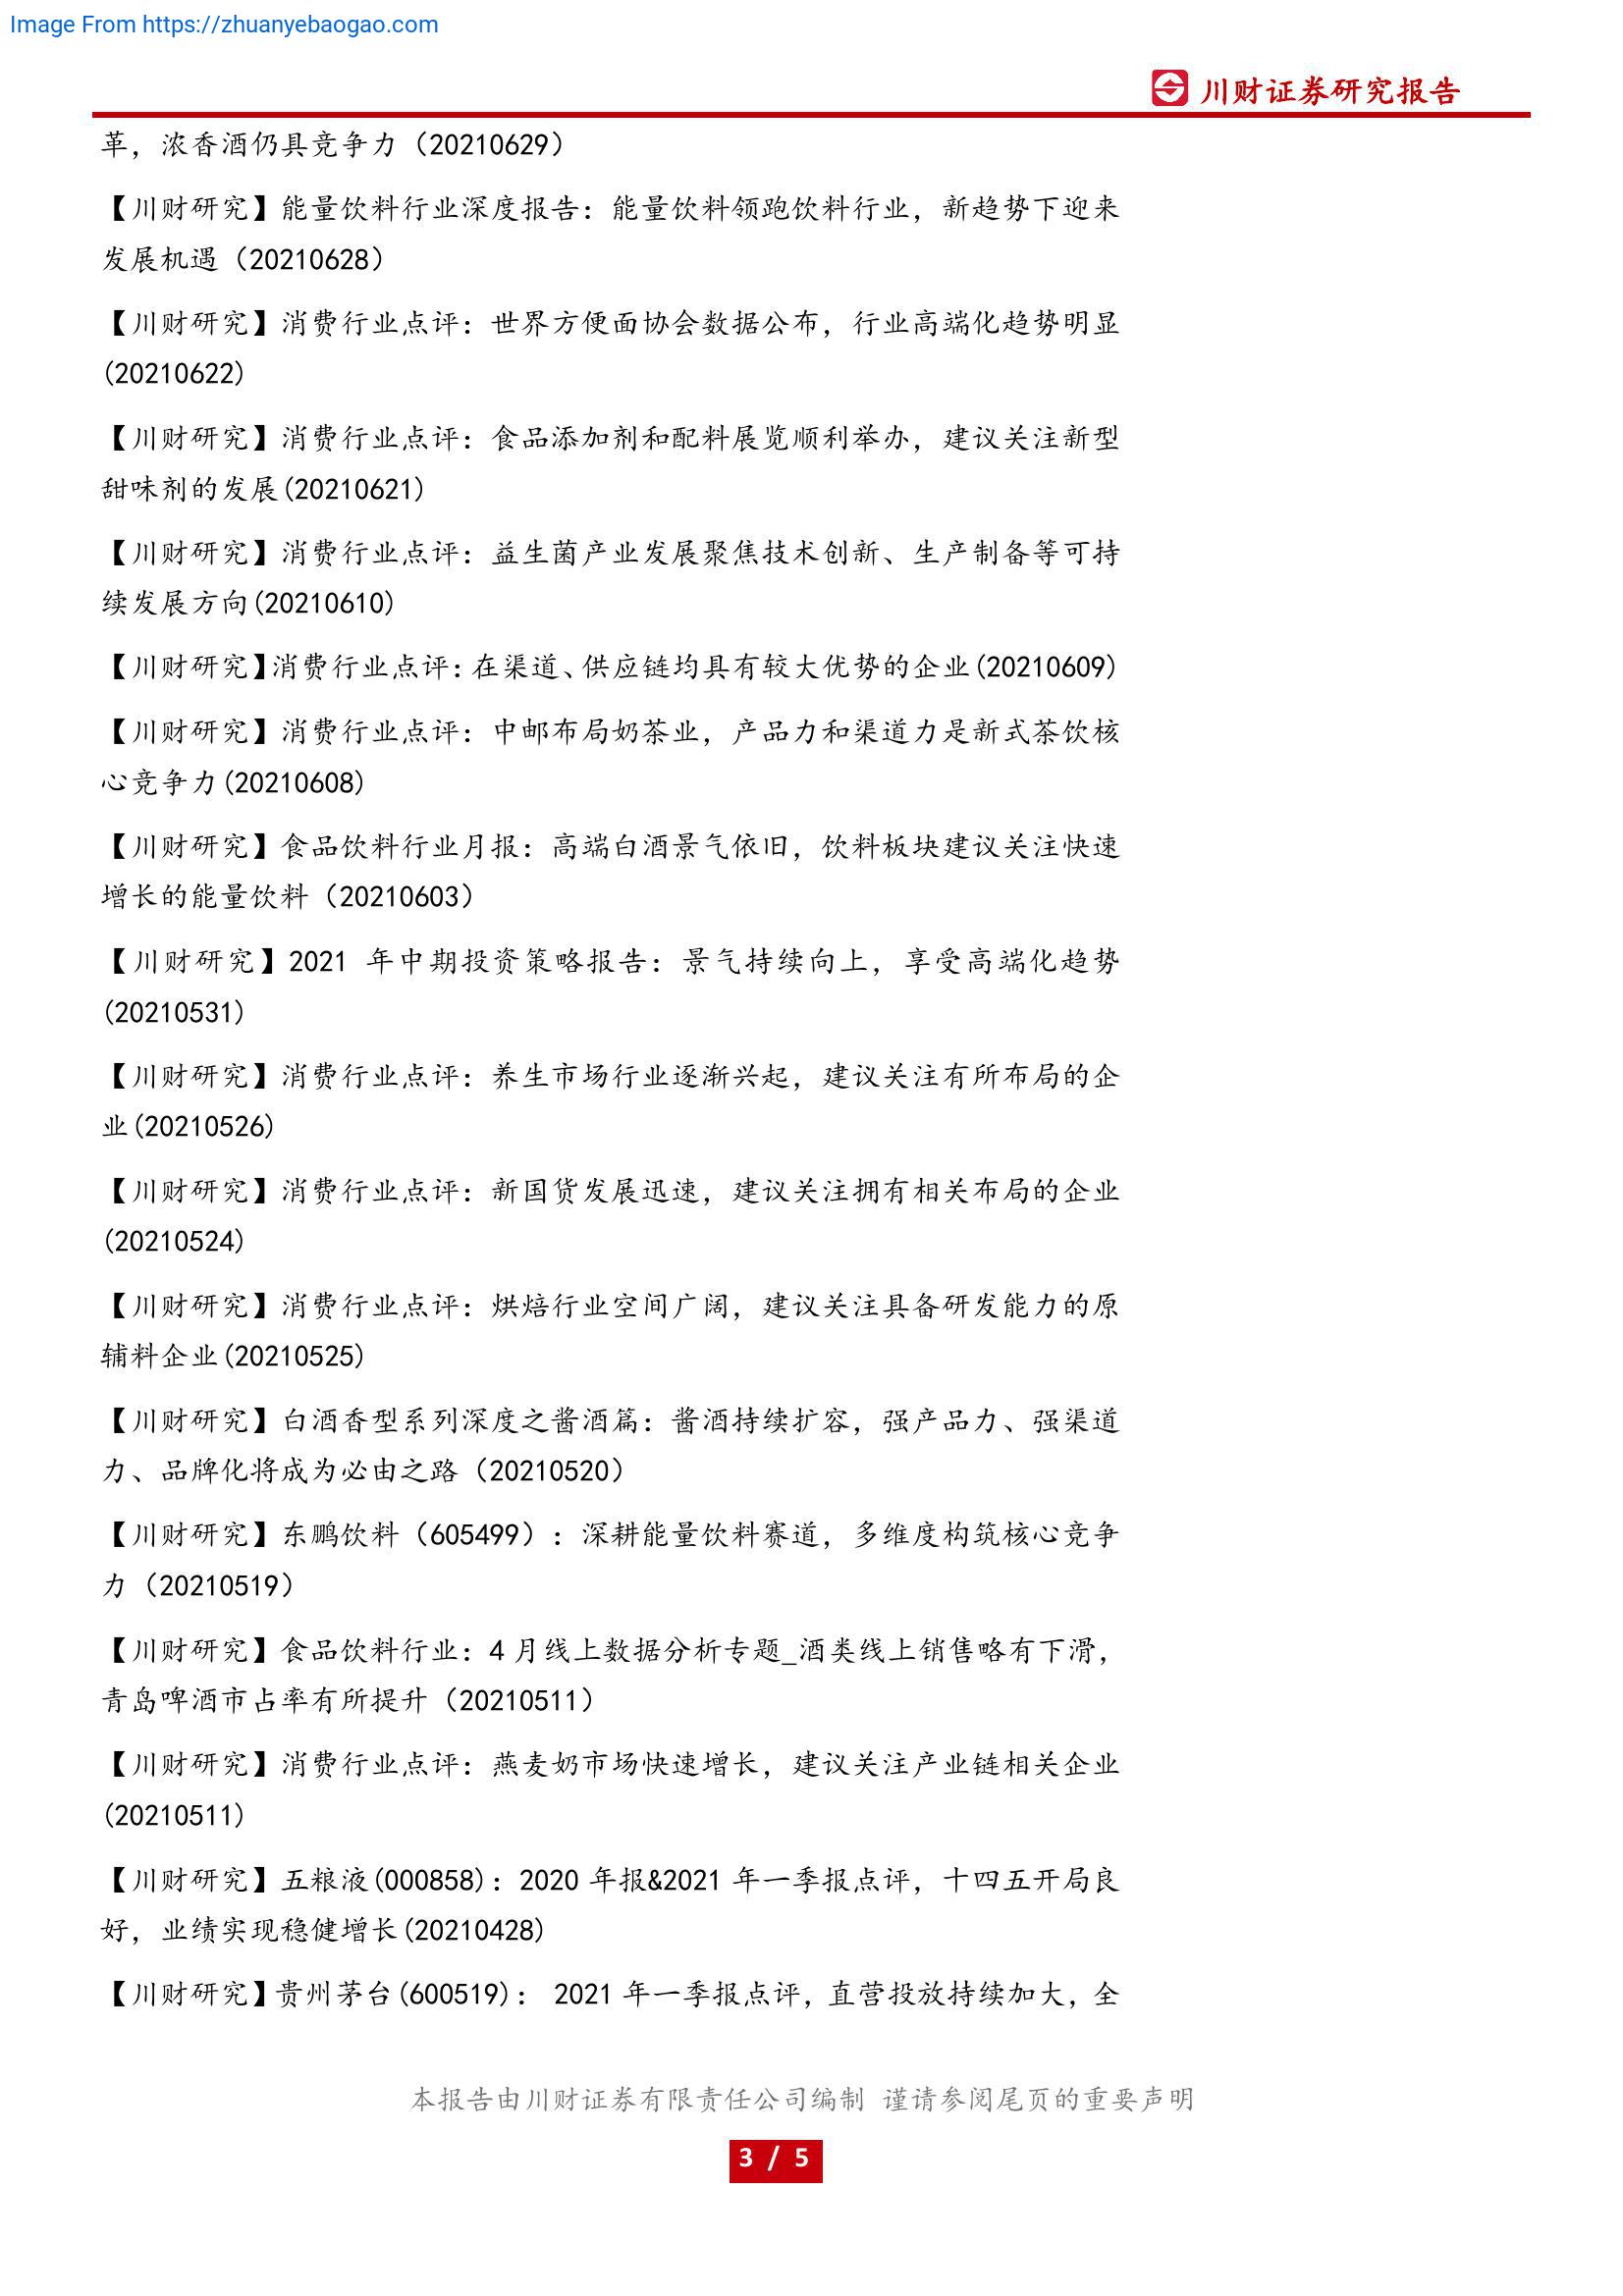 Image From https://zhuanyebaogao.com
川财证券研究报告
革，浓香酒仍具竞争力（20210629）
【川财研究】能量饮料行业深度报告：能量饮料领跑饮料行业，新趋势下迎来
发展机遇（20210628）
【川财研究】消费行业点评：世界方便面协会数据公布，行业高端化趋势明显
(20210622)
【川财研究】消费行业点评：食品添加剂和配料展览顺利举办，建议关注新型
甜味剂的发展(20210621)
【川财研究】消费行业点评：益生菌产业发展聚焦技术创新、生产制备等可持
续发展方向(20210610)
【川财研究】消费行业点评：在渠道、供应链均具有较大优势的企业(20210609)
【川财研究】消费行业点评：中邮布局奶茶业，产品力和渠道力是新式茶饮核
心竞争力(20210608)
【川财研究】食品饮料行业月报：高端白酒景气依旧，饮料板块建议关注快速
增长的能量饮料（20210603）
【川财研究】2021 年中期投资策略报告：景气持续向上，享受高端化趋势
(20210531)
【川财研究】消费行业点评：养生市场行业逐渐兴起，建议关注有所布局的企
业(20210526)
【川财研究】消费行业点评：新国货发展迅速，建议关注拥有相关布局的企业
(20210524)
【川财研究】消费行业点评：烘焙行业空间广阔，建议关注具备研发能力的原
辅料企业(20210525)
【川财研究】白酒香型系列深度之酱酒篇：酱酒持续扩容，强产品力、强渠道
力、品牌化将成为必由之路（20210520）
【川财研究】东鹏饮料（605499）：深耕能量饮料赛道，多维度构筑核心竞争
力（20210519）
【川财研究】食品饮料行业：4 月线上数据分析专题_酒类线上销售略有下滑，
青岛啤酒市占率有所提升（20210511）
【川财研究】消费行业点评：燕麦奶市场快速增长，建议关注产业链相关企业
(20210511)
【川财研究】五粮液(000858)：2020 年报&2021 年一季报点评，十四五开局良
好，业绩实现稳健增长(20210428)
【川财研究】贵州茅台(600519)： 2021 年一季报点评，直营投放持续加大，全
本报告由川财证券有限责任公司编制 谨请参阅尾页的重要声明
3 / 5